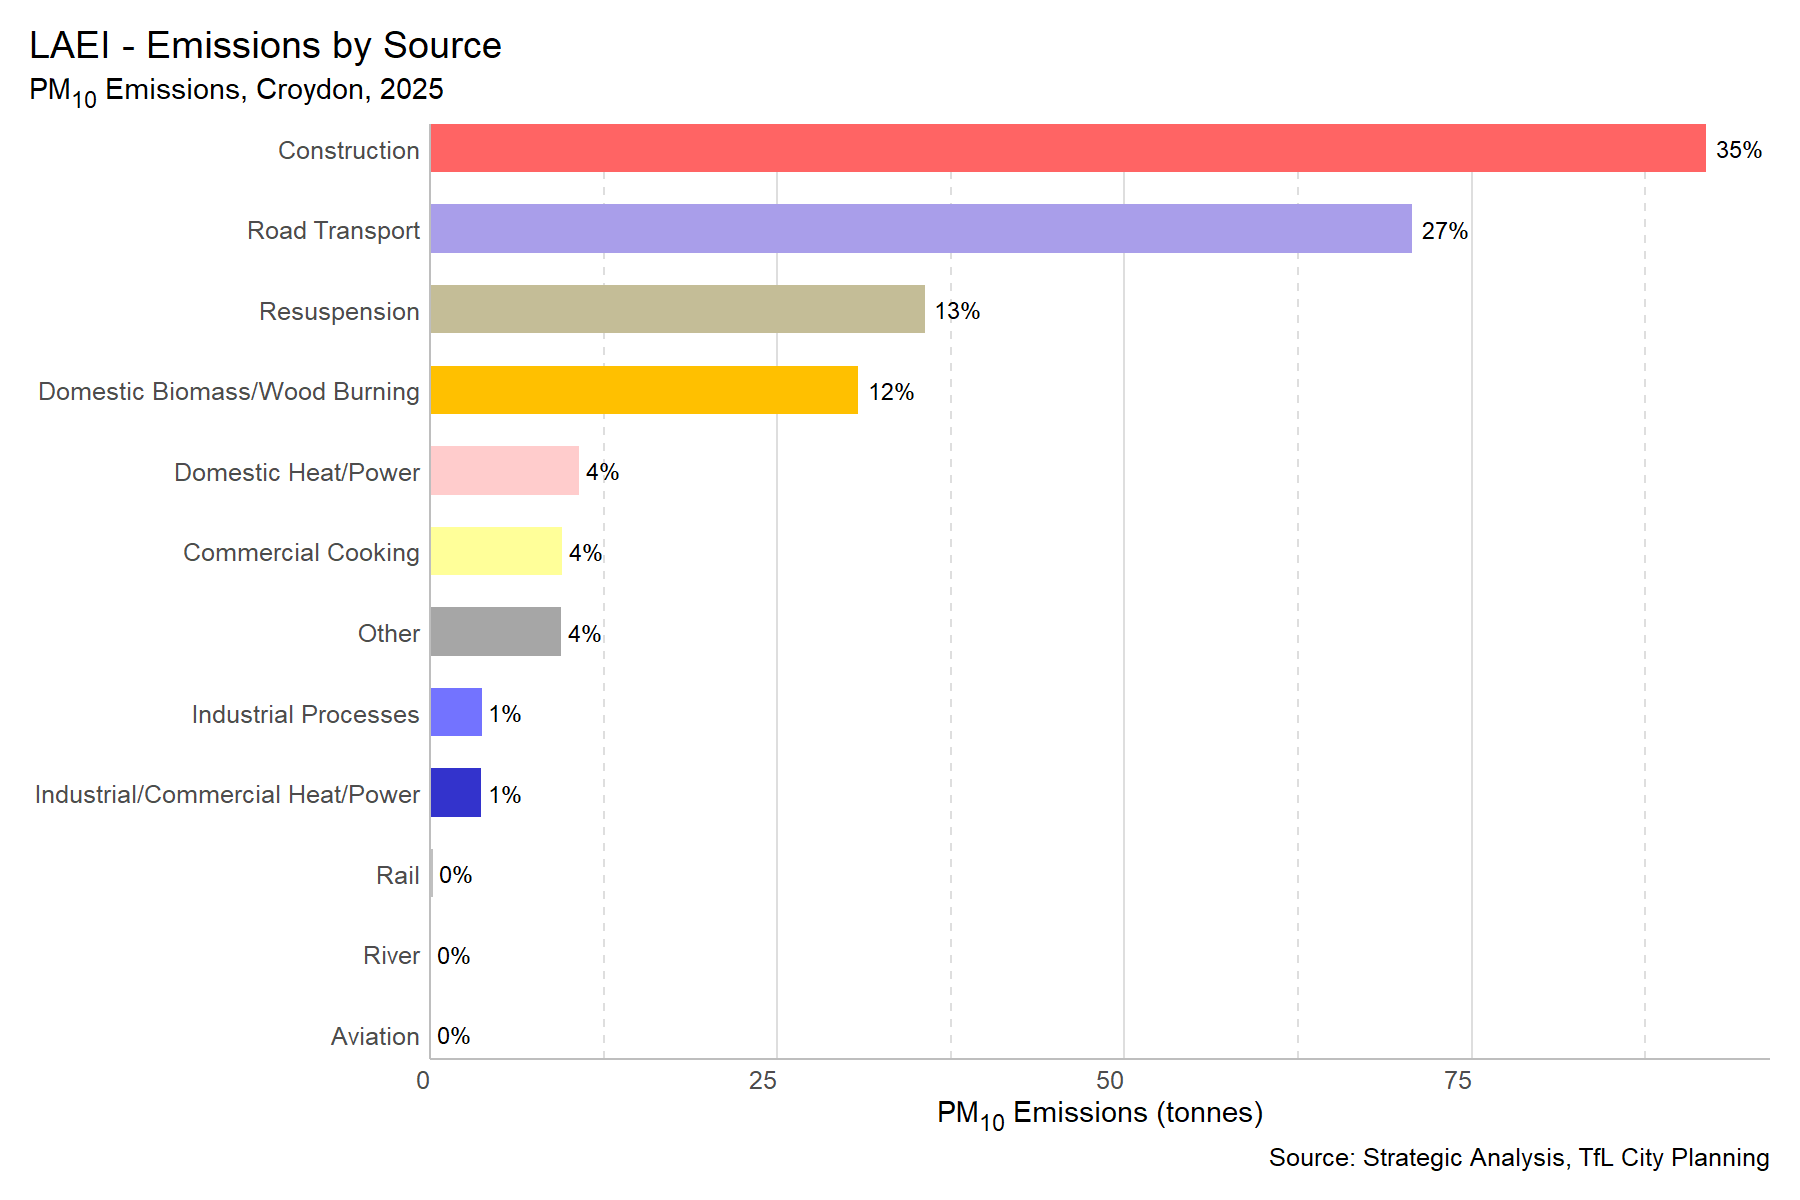 LAEI - Emissions by Source
PM10 Emissions, Croydon, 2025
Construction 35%
Road Transport 27%
Resuspension 13%
Domestic Biomass/Wood Burning 12%
Domestic Heat/Power 4%
Commercial Cooking 4%
Other 4%
Industrial Processes 1%
Industrial/Commercial Heat/Power 1%
Rail 0%
River 0%
Aviation 0%
0 25 50 75
PM10 Emissions (tonnes)
Source: Strategic Analysis, TfL City Planning